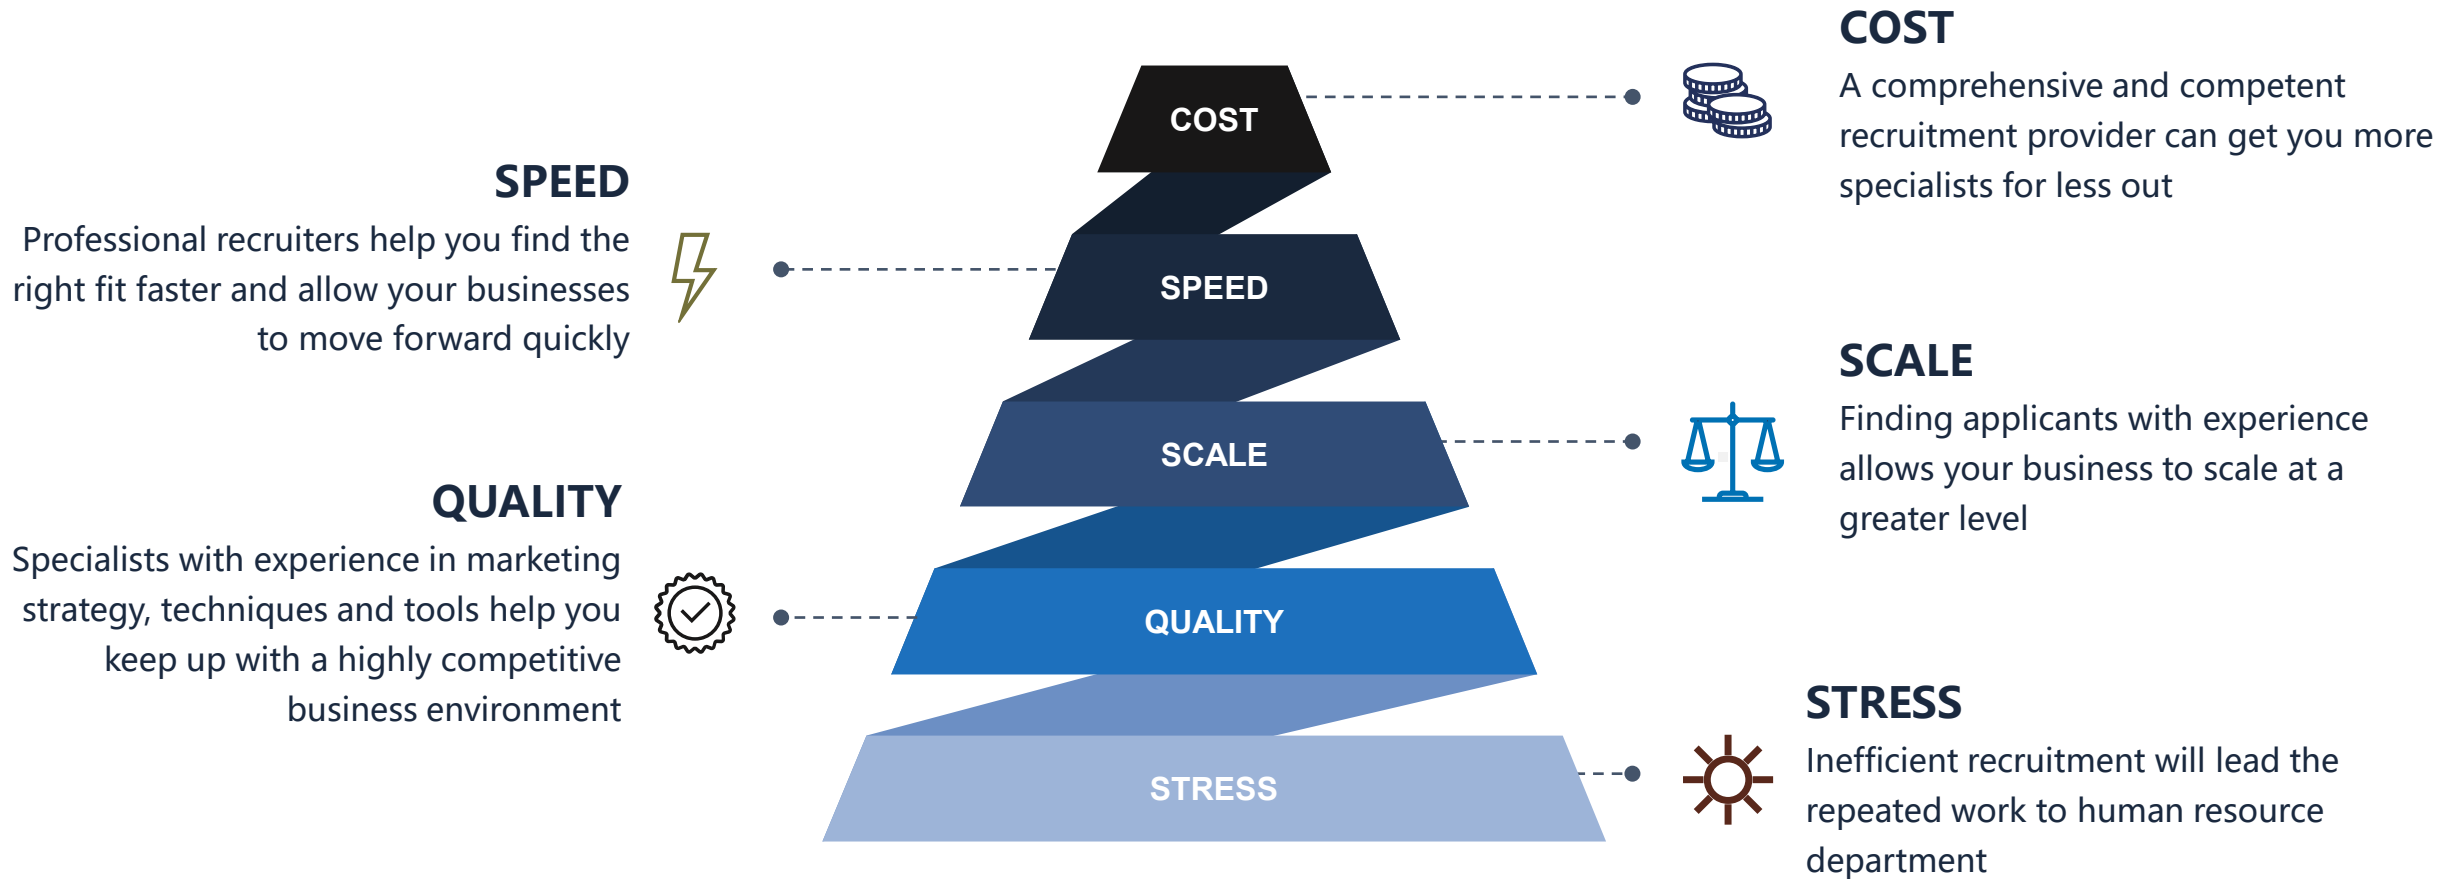 COST
A comprehensive and competent
recruitment provider can get you more
specialists for less out
SPEED
Professional recruiters help you find the
right fit faster and allow your businesses
to move forward quickly
SCALE
Finding applicants with experience
allows your business to scale at a
greater level
QUALITY
Specialists with experience in marketing
strategy, techniques and tools help you
keep up with a highly competitive
business environment
STRESS
Inefficient recruitment will lead the
repeated work to human resource
department
COST
SPEED
SCALE
QUALITY
STRESS